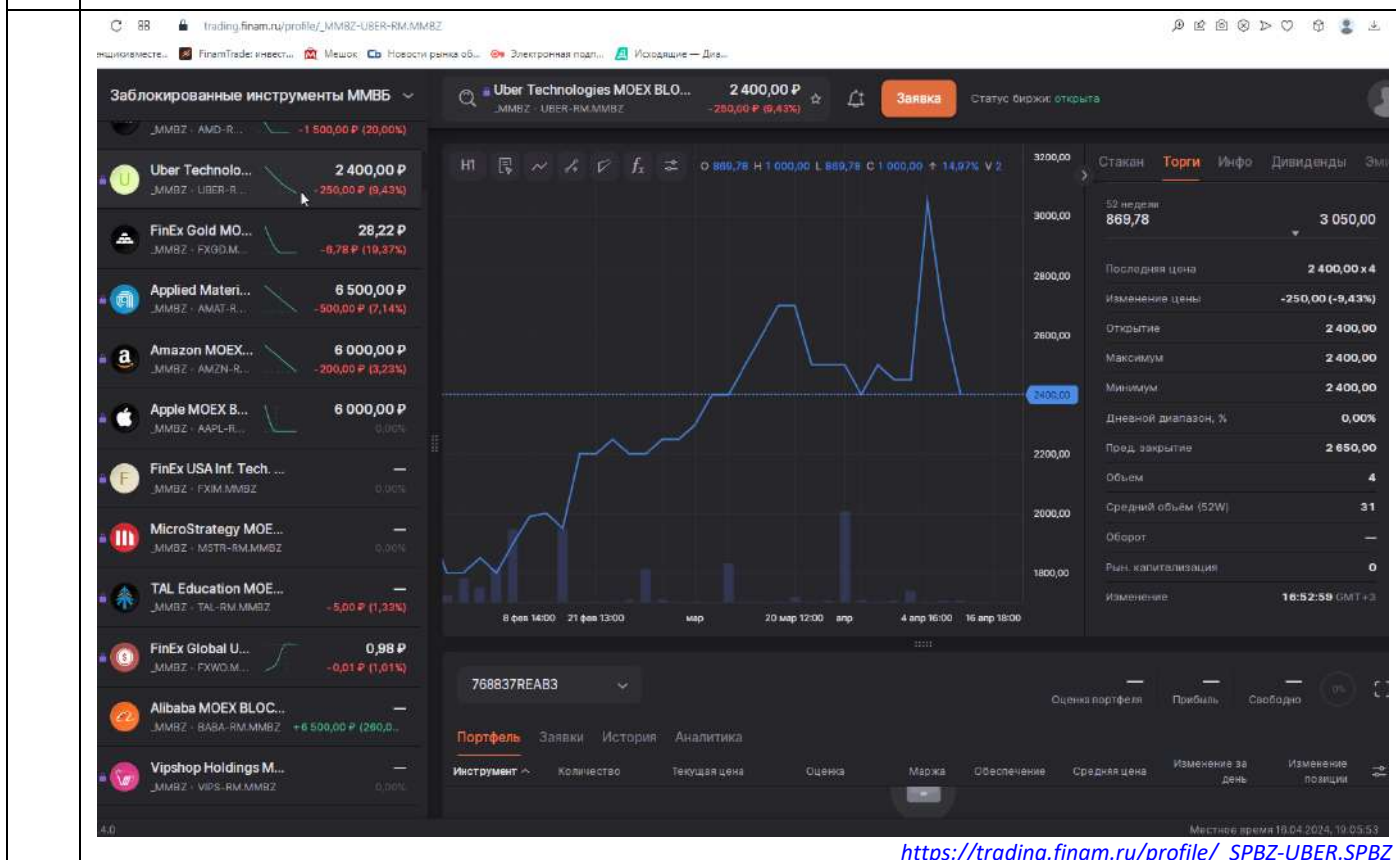 trading.finam.ru/profile/_MMBZ-UBER-RM.MMBZ
енщикивместе... FinamTrade: инвест... Мешок Сb Новости рынка об... Электронная подп... Исходящие — Диа...
Заблокированные инструменты ММВБ
_MMBZ · AMD-R... -1 500,00 ₽ (20,00%)
Uber Technolo... 2 400,00 ₽
_MMBZ · UBER-R... -250,00 ₽ (9,43%)
FinEx Gold MO... 28,22 ₽
_MMBZ · FXGD.M... -6,78 ₽ (19,37%)
Applied Materi... 6 500,00 ₽
_MMBZ · AMAT-R... -500,00 ₽ (7,14%)
Amazon MOEX... 6 000,00 ₽
_MMBZ · AMZN-R... -200,00 ₽ (3,23%)
Apple MOEX B... 6 000,00 ₽
_MMBZ · AAPL-R... 0,00%
FinEx USA Inf. Tech. ... —
_MMBZ · FXIM.MMBZ 0,00%
MicroStrategy MOE... —
_MMBZ · MSTR-RM.MMBZ 0,00%
TAL Education MOE... —
_MMBZ · TAL-RM.MMBZ -5,00 ₽ (1,33%)
FinEx Global U... 0,98 ₽
_MMBZ · FXWO.M... -0,01 ₽ (1,01%)
Alibaba MOEX BLOC... —
_MMBZ · BABA-RM.MMBZ +6 500,00 ₽ (260,0...
Vipshop Holdings M... —
_MMBZ · VIPS-RM.MMBZ 0,00%
4.0
Uber Technologies MOEX BLO... 2 400,00 ₽
_MMBZ · UBER-RM.MMBZ -250,00 ₽ (9,43%)
Заявка Статус биржи: открыта
H1 O 869,78 H 1 000,00 L 869,78 C 1 000,00 ↑ 14,97% V 2
3200,00
3000,00
2800,00
2600,00
2400,00
2200,00
2000,00
1800,00
8 фев 14:00 21 фев 13:00 мар 20 мар 12:00 апр 4 апр 16:00 16 апр 18:00
Стакан Торги Инфо Дивиденды Эми
52 недели
869,78 3 050,00
Последняя цена 2 400,00 x 4
Изменение цены -250,00 (-9,43%)
Открытие 2 400,00
Максимум 2 400,00
Минимум 2 400,00
Дневной диапазон, % 0,00%
Пред. закрытие 2 650,00
Объем 4
Средний объём (52W) 31
Оборот —
Рын. капитализация 0
Изменение 16:52:59 GMT+3
768837REAB3
— — — 0%
Оценка портфеля Прибыль Свободно
Портфель Заявки История Аналитика
Инструмент Количество Текущая цена Оценка Маржа Обеспечение Средняя цена Изменение за день Изменение позиции
Местное время 16.04.2024, 19:05:53
https://trading.finam.ru/profile/_SPBZ-UBER.SPBZ